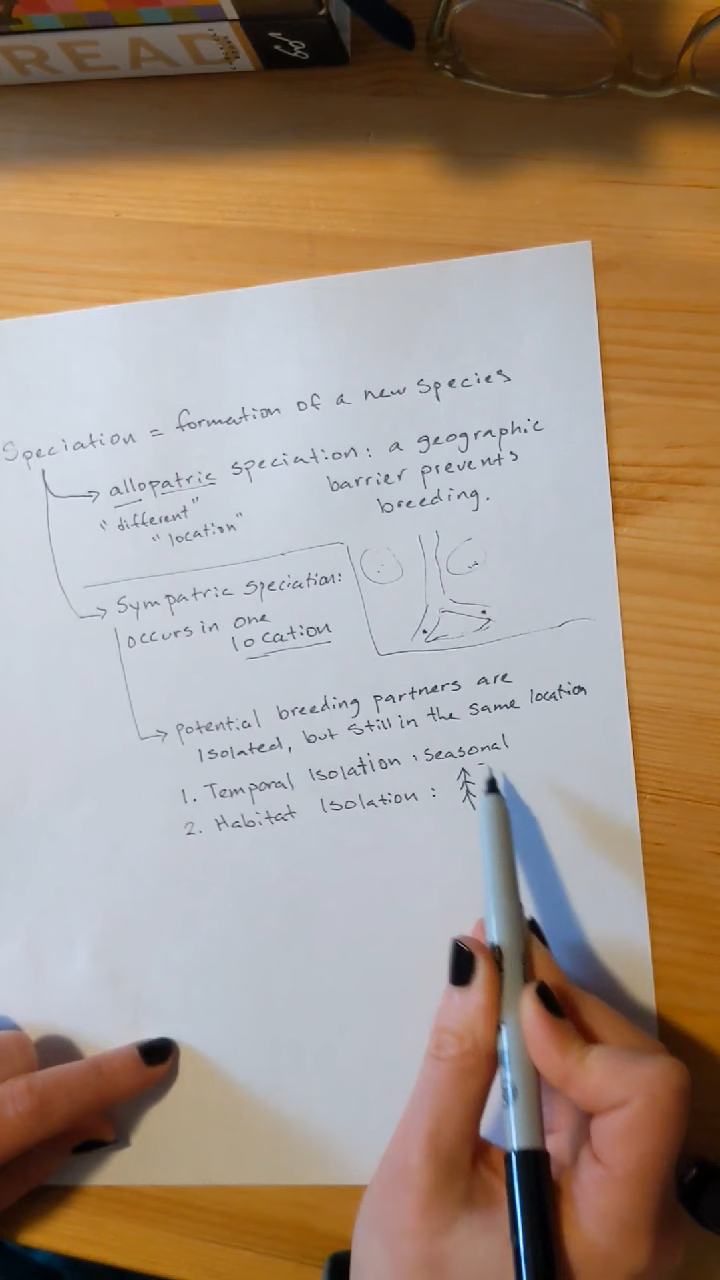 READ
Speciation = formation of a new species
allopatric speciation: a geographic
barrier prevents
breeding.
"different"
"location"
Sympatric Speciation:
occurs in one
location
potential breeding partners are
Isolated, but still in the same location
1. Temporal Isolation: Seasonal
2. Habitat Isolation: